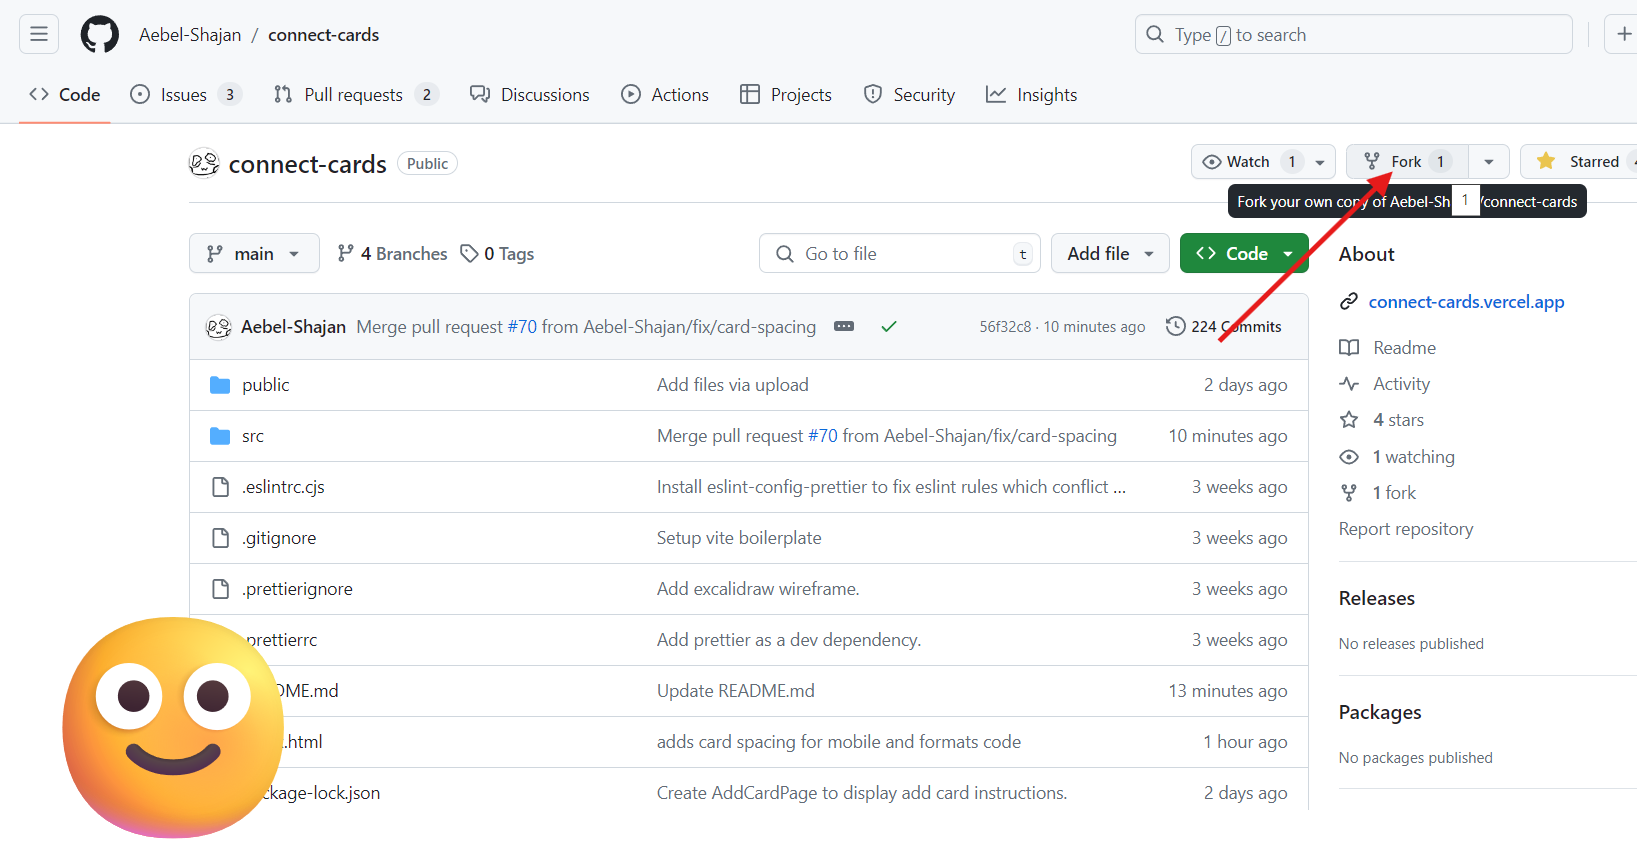 Aebel-Shajan / connect-cards
Type / to search
Code
Issues 3
Pull requests 2
Discussions
Actions
Projects
Security
Insights
connect-cards Public
Watch 1
Fork 1
Starred
Fork your own copy of Aebel-Sh 1 /connect-cards
main
4 Branches
0 Tags
Go to file t
Add file
Code
Aebel-Shajan Merge pull request #70 from Aebel-Shajan/fix/card-spacing
56f32c8 · 10 minutes ago
224 Commits
public Add files via upload 2 days ago
src Merge pull request #70 from Aebel-Shajan/fix/card-spacing 10 minutes ago
.eslintrc.cjs Install eslint-config-prettier to fix eslint rules which conflict ... 3 weeks ago
.gitignore Setup vite boilerplate 3 weeks ago
.prettierignore Add excalidraw wireframe. 3 weeks ago
prettierrc Add prettier as a dev dependency. 3 weeks ago
DME.md Update README.md 13 minutes ago
.html adds card spacing for mobile and formats code 1 hour ago
ckage-lock.json Create AddCardPage to display add card instructions. 2 days ago
About
connect-cards.vercel.app
Readme
Activity
4 stars
1 watching
1 fork
Report repository
Releases
No releases published
Packages
No packages published